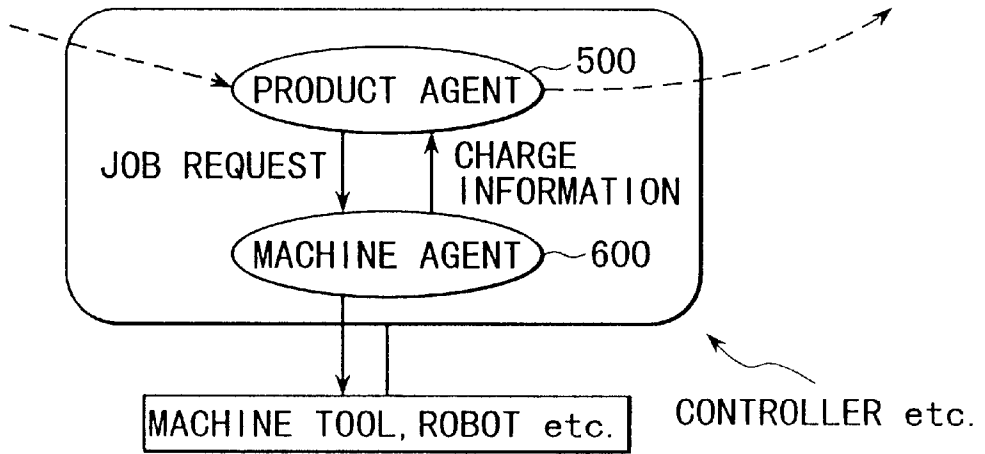 500
PRODUCT AGENT
JOB REQUEST
CHARGE
INFORMATION
MACHINE AGENT
600
MACHINE TOOL, ROBOT etc.
CONTROLLER etc.